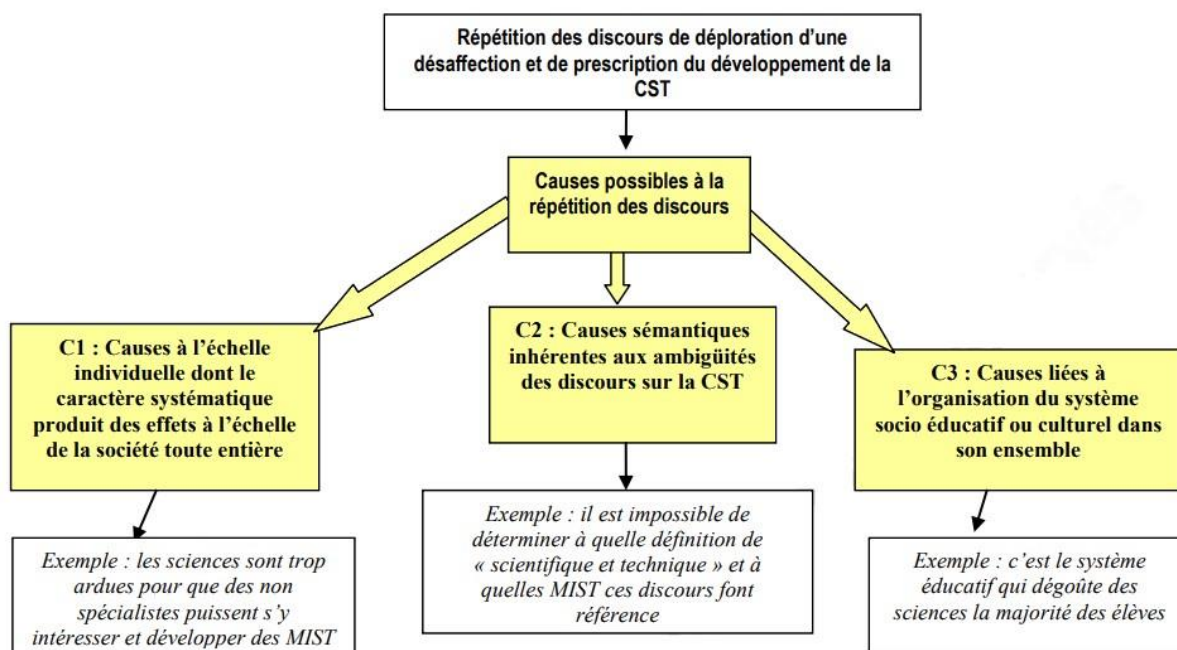 Répétition des discours de déploration d’une
désaffection et de prescription du développement de la
CST
Causes possibles à la
répétition des discours
C1 : Causes à l’échelle
individuelle dont le
caractère systématique
produit des effets à l’échelle
de la société toute entière
C2 : Causes sémantiques
inhérentes aux ambigüités
des discours sur la CST
C3 : Causes liées à
l’organisation du système
socio éducatif ou culturel dans
son ensemble
Exemple : les sciences sont trop
ardues pour que des non
spécialistes puissent s’y
intéresser et développer des MIST
Exemple : il est impossible de
déterminer à quelle définition de
« scientifique et technique » et à
quelles MIST ces discours font
référence
Exemple : c’est le système
éducatif qui dégoûte des
sciences la majorité des élèves